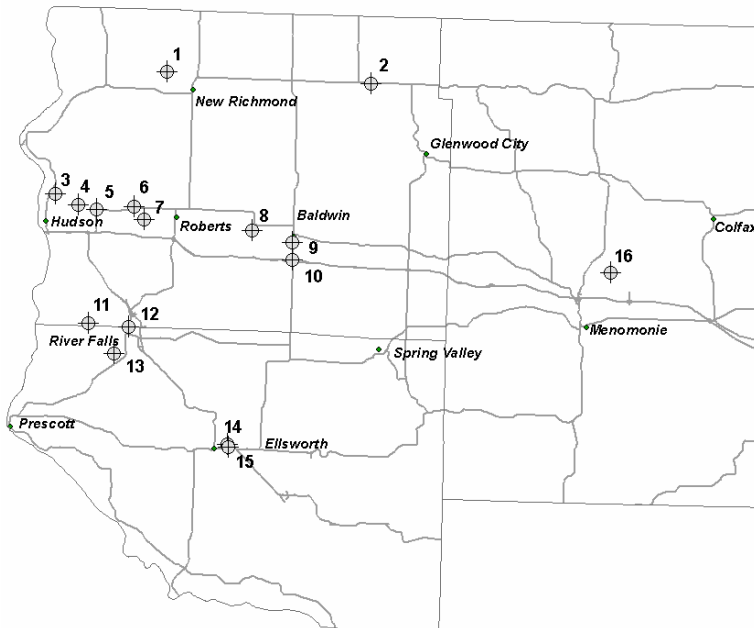 1
2
New Richmond
Glenwood City
3
4
5
6
7
Hudson
Roberts
8
Baldwin
9
10
Colfax
16
11
12
River Falls
13
Menomonie
Spring Valley
Prescott
14
Ellsworth
15